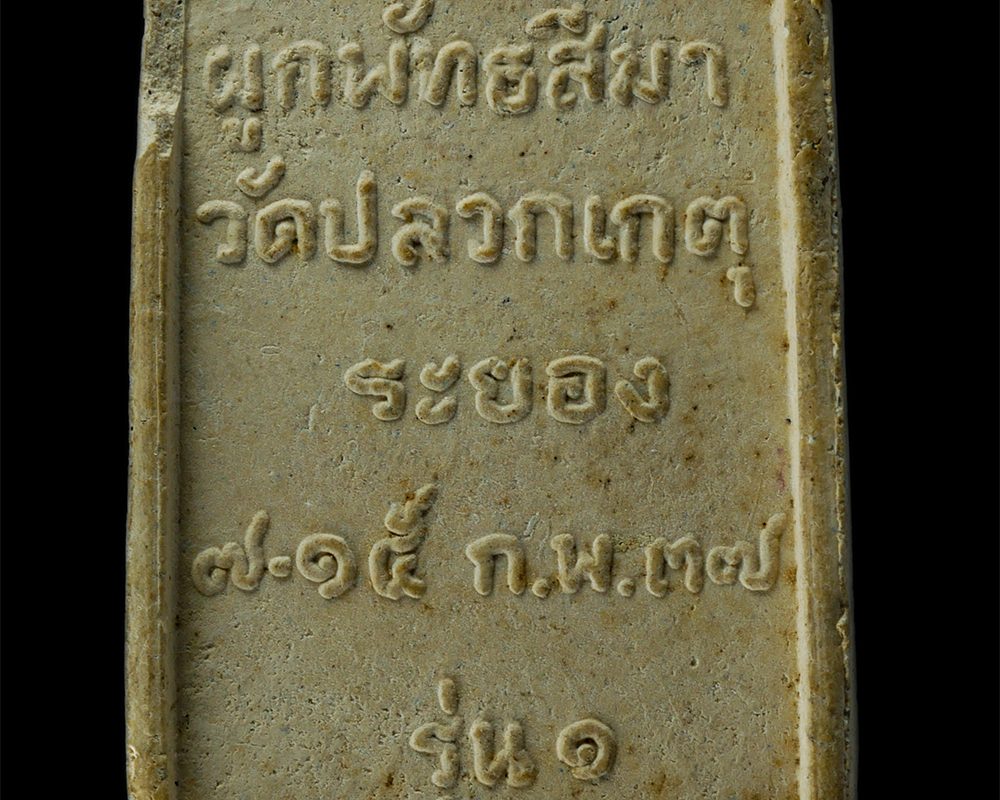 ผูกพัทธสีมา
วัดปลวกเกตุ
ระยอง
๗-๑๕ ก.พ.๓๗
รุ่น ๑